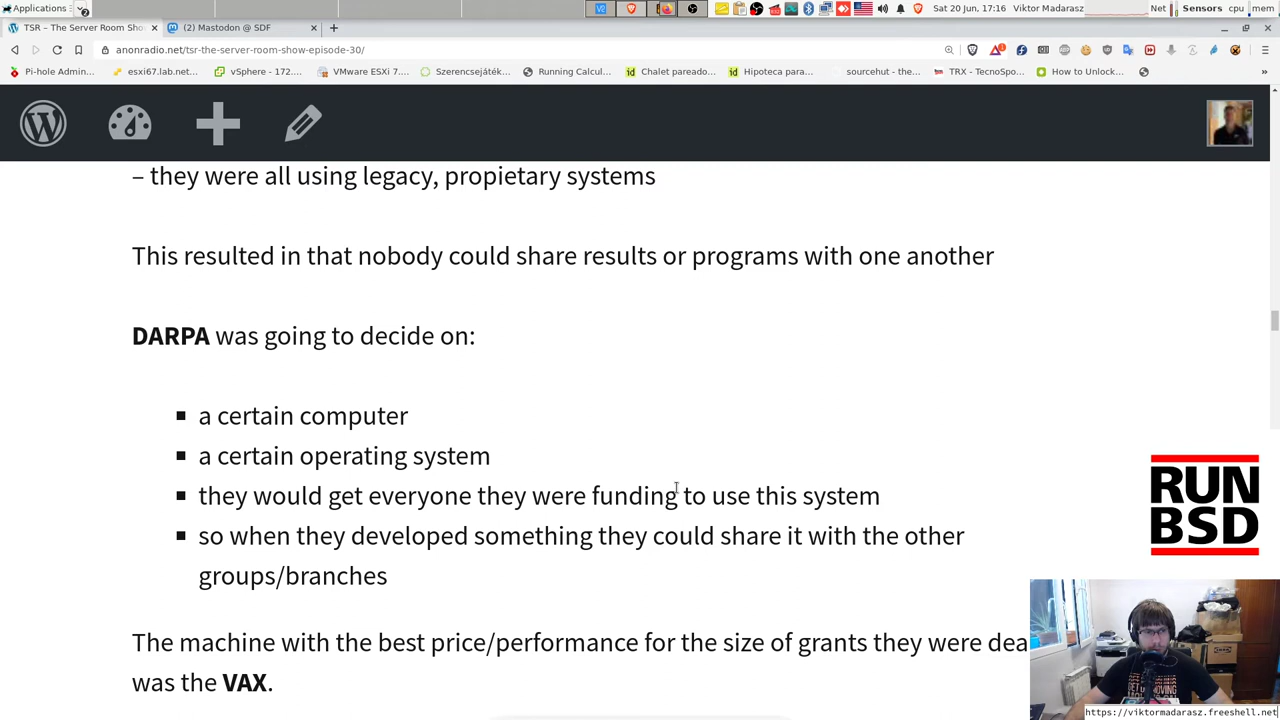 Applications
Sat 20 Jun, 17:16 Viktor Madarasz Net Sensors cpu mem
TSR – The Server Room Sho
(2) Mastodon @ SDF
anonradio.net/tsr-the-server-room-show-episode-30/
Pi-hole Admin... esxi67.lab.net... vSphere - 172.... VMware ESXi 7.... Szerencsejáték... Running Calcul... Chalet pareado... Hipoteca para... sourcehut - the... TRX - TecnoSpo... How to Unlock...
– they were all using legacy, propietary systems
This resulted in that nobody could share results or programs with one another
DARPA was going to decide on:
a certain computer
a certain operating system
they would get everyone they were funding to use this system
so when they developed something they could share it with the other
groups/branches
The machine with the best price/performance for the size of grants they were dea
was the VAX.
RUN
BSD
https://viktormadarasz.freeshell.net